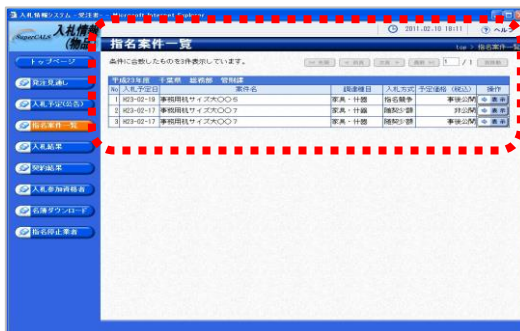 入札情報システム - 受注者 - Microsoft Internet Explorer
SuperCALS 入札情報
(物品
2011.02.10 18:11
ヘルプ
指名案件一覧
top > 指名案件一覧
条件に合致したものを3件表示しています。
1 / 1
平成23年度 千葉県 総務部 管財課
No 入札予定日 案件名 調達種目 入札方式 予定価格（税込） 操作
1 H23-02-18 事務用机サイズ大〇〇6 家具・什器 指名競争 事後公開 表示
2 H23-02-17 事務用机サイズ大〇〇? 家具・什器 随契少額 非公開 表示
3 H23-02-17 事務用机サイズ大〇〇? 家具・什器 随契少額 事後公開 表示
トップページ
発注見通し
入札予定(公告)
指名案件一覧
入札結果
契約結果
入札参加資格者
名簿ダウンロード
指名停止業者